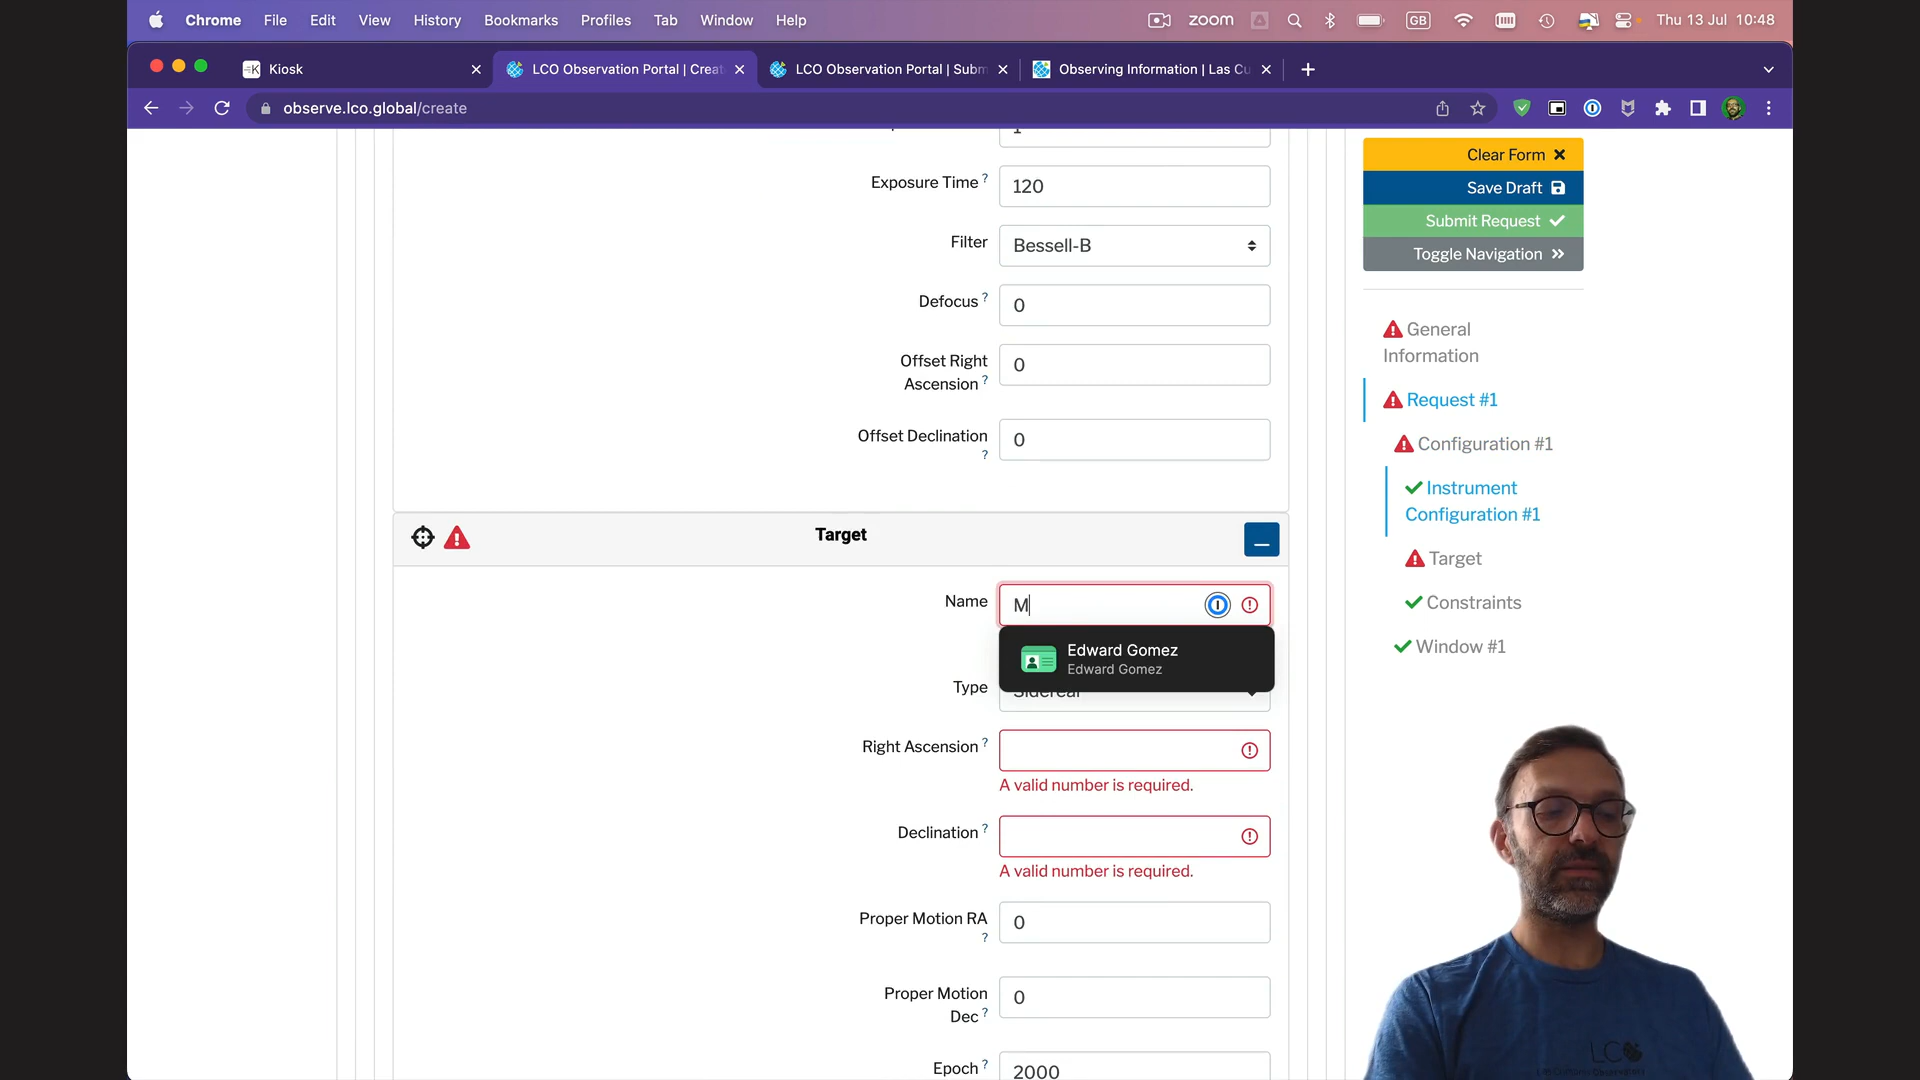 Chrome File Edit View History Bookmarks Profiles Tab Window Help zoom GB Thu 13 Jul 10:48
Kiosk
LCO Observation Portal | Creat
LCO Observation Portal | Subm
Observing Information | Las Cu
observe.lco.global/create
Exposure Time ? 120
Filter Bessell-B
Defocus ? 0
Offset Right
Ascension ? 0
Offset Declination
? 0
Target
Name M
Edward Gomez
Edward Gomez
Type Sidereal
Right Ascension ?
A valid number is required.
Declination ?
A valid number is required.
Proper Motion RA
? 0
Proper Motion
Dec ? 0
Epoch ? 2000
Clear Form
Save Draft
Submit Request
Toggle Navigation
General
Information
Request #1
Configuration #1
Instrument
Configuration #1
Target
Constraints
Window #1
LCO